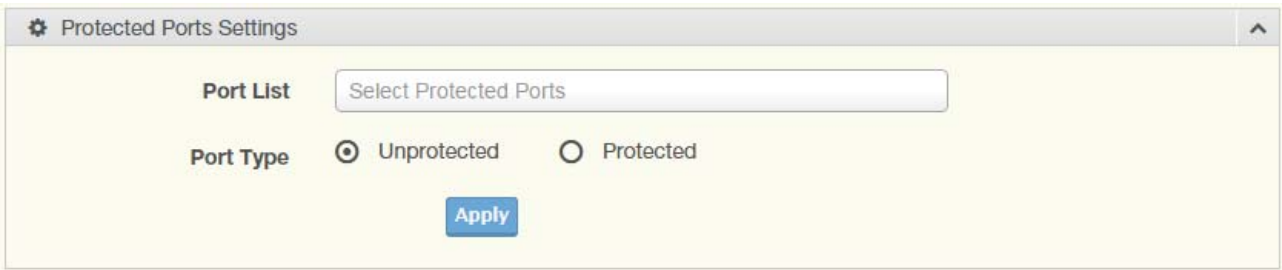 Protected Ports Settings
Port List Select Protected Ports
Port Type Unprotected Protected
Apply